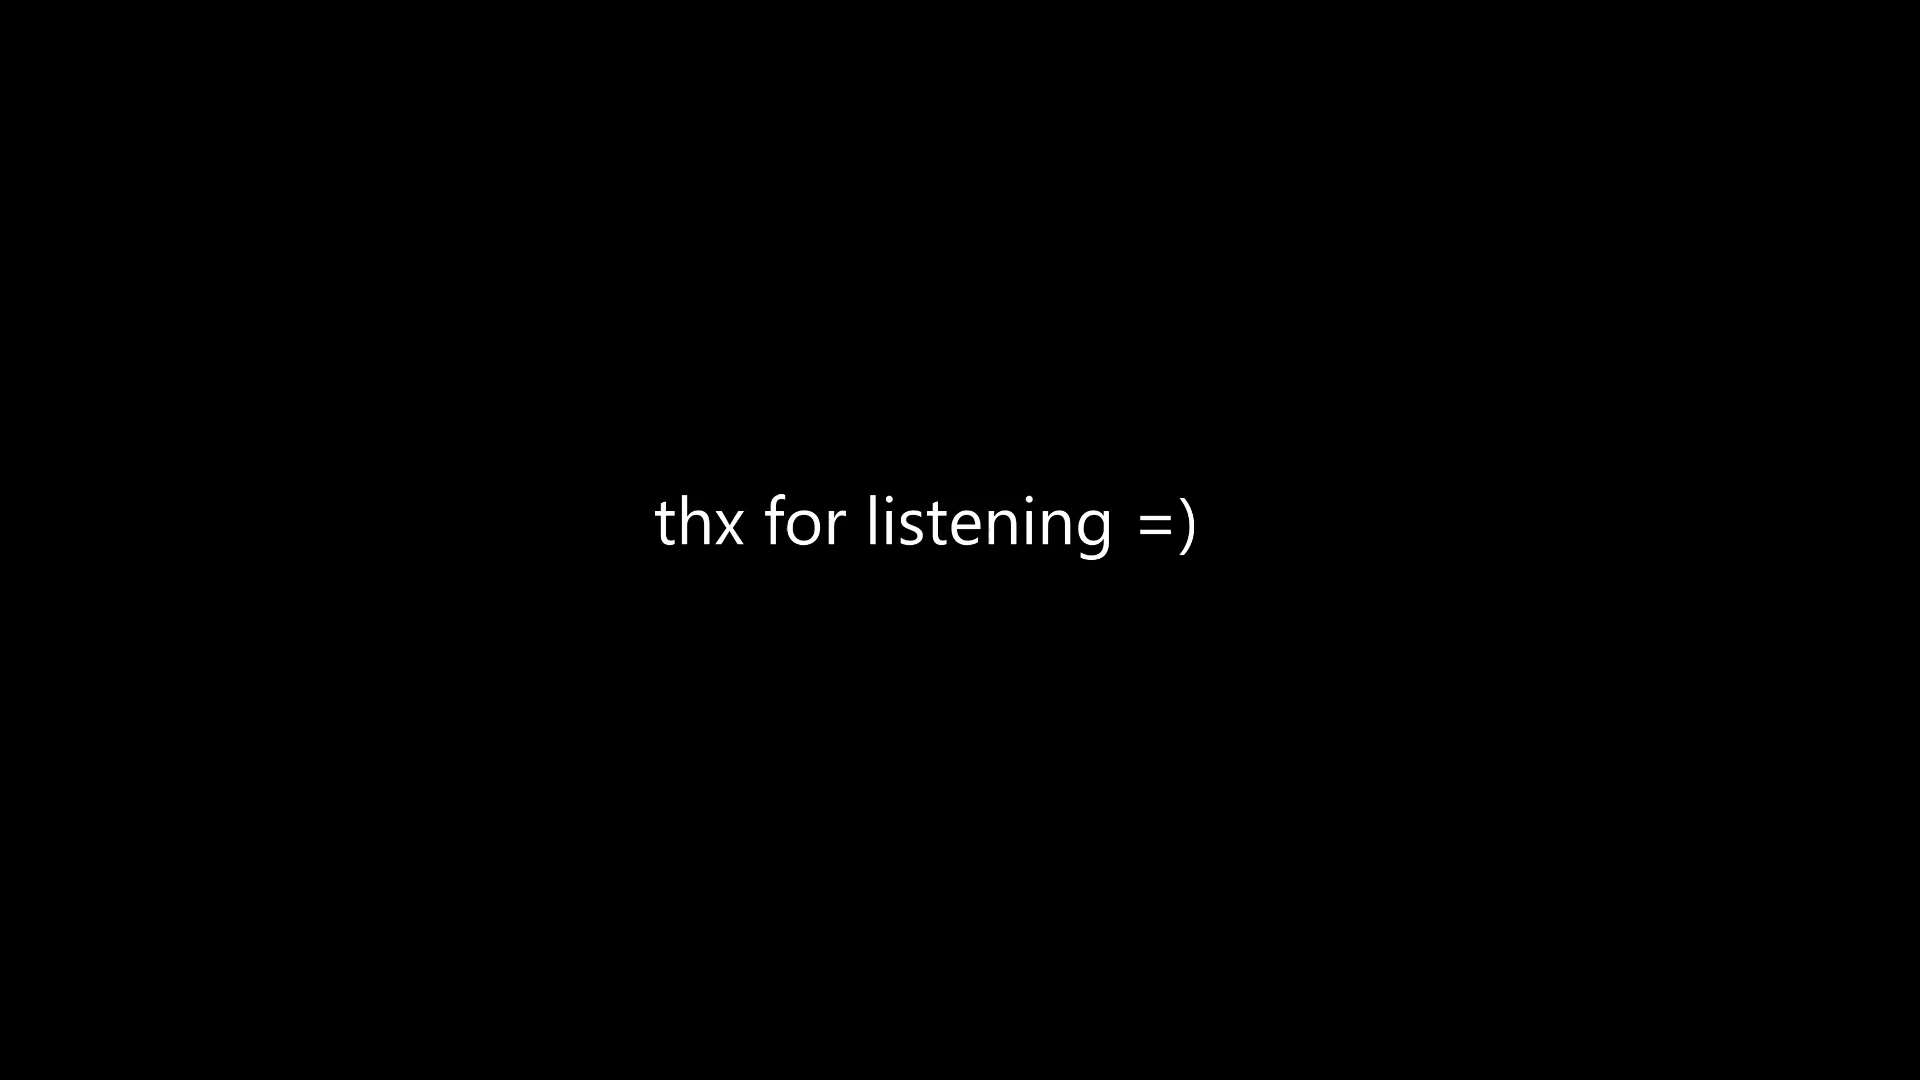 thx for listening =)